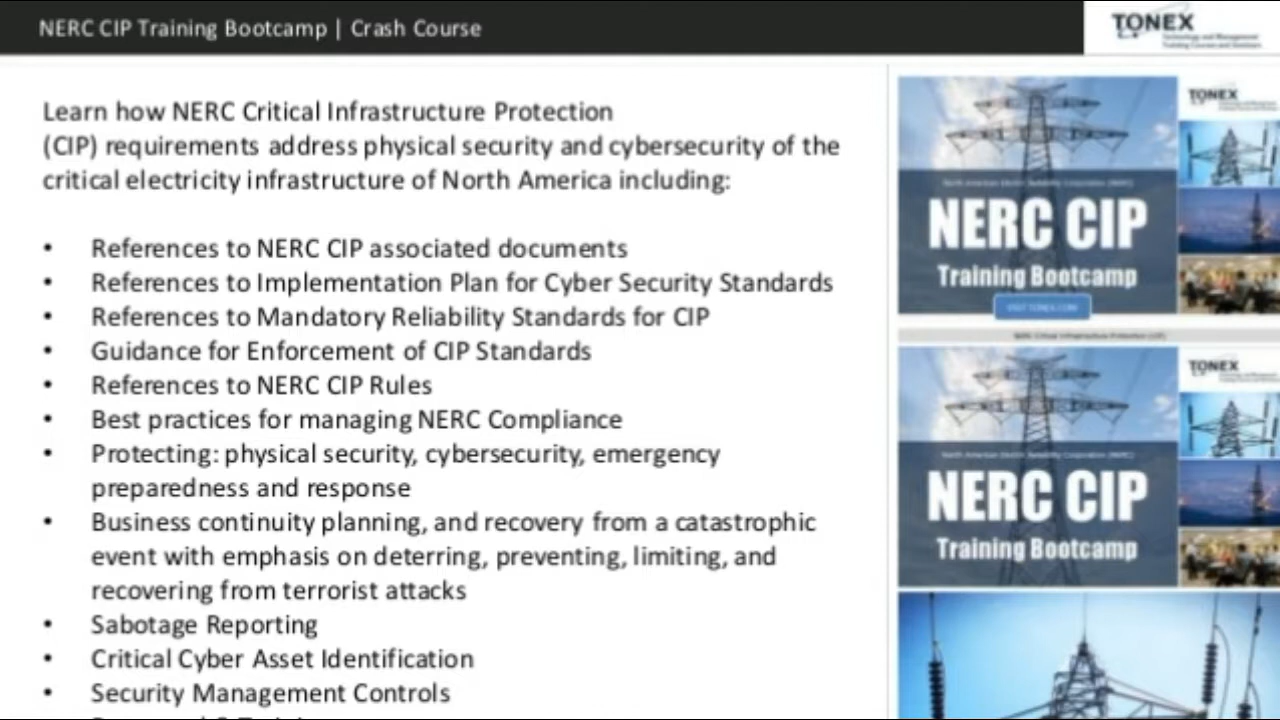 NERC CIP Training Bootcamp | Crash Course
TONEX
Learn how NERC Critical Infrastructure Protection
(CIP) requirements address physical security and cybersecurity of the
critical electricity infrastructure of North America including:
• References to NERC CIP associated documents
• References to Implementation Plan for Cyber Security Standards
• References to Mandatory Reliability Standards for CIP
• Guidance for Enforcement of CIP Standards
• References to NERC CIP Rules
• Best practices for managing NERC Compliance
• Protecting: physical security, cybersecurity, emergency
preparedness and response
• Business continuity planning, and recovery from a catastrophic
event with emphasis on deterring, preventing, limiting, and
recovering from terrorist attacks
• Sabotage Reporting
• Critical Cyber Asset Identification
• Security Management Controls
TONEX
NERC CIP
Training Bootcamp
VISIT TONEX.COM
TONEX
NERC CIP
Training Bootcamp